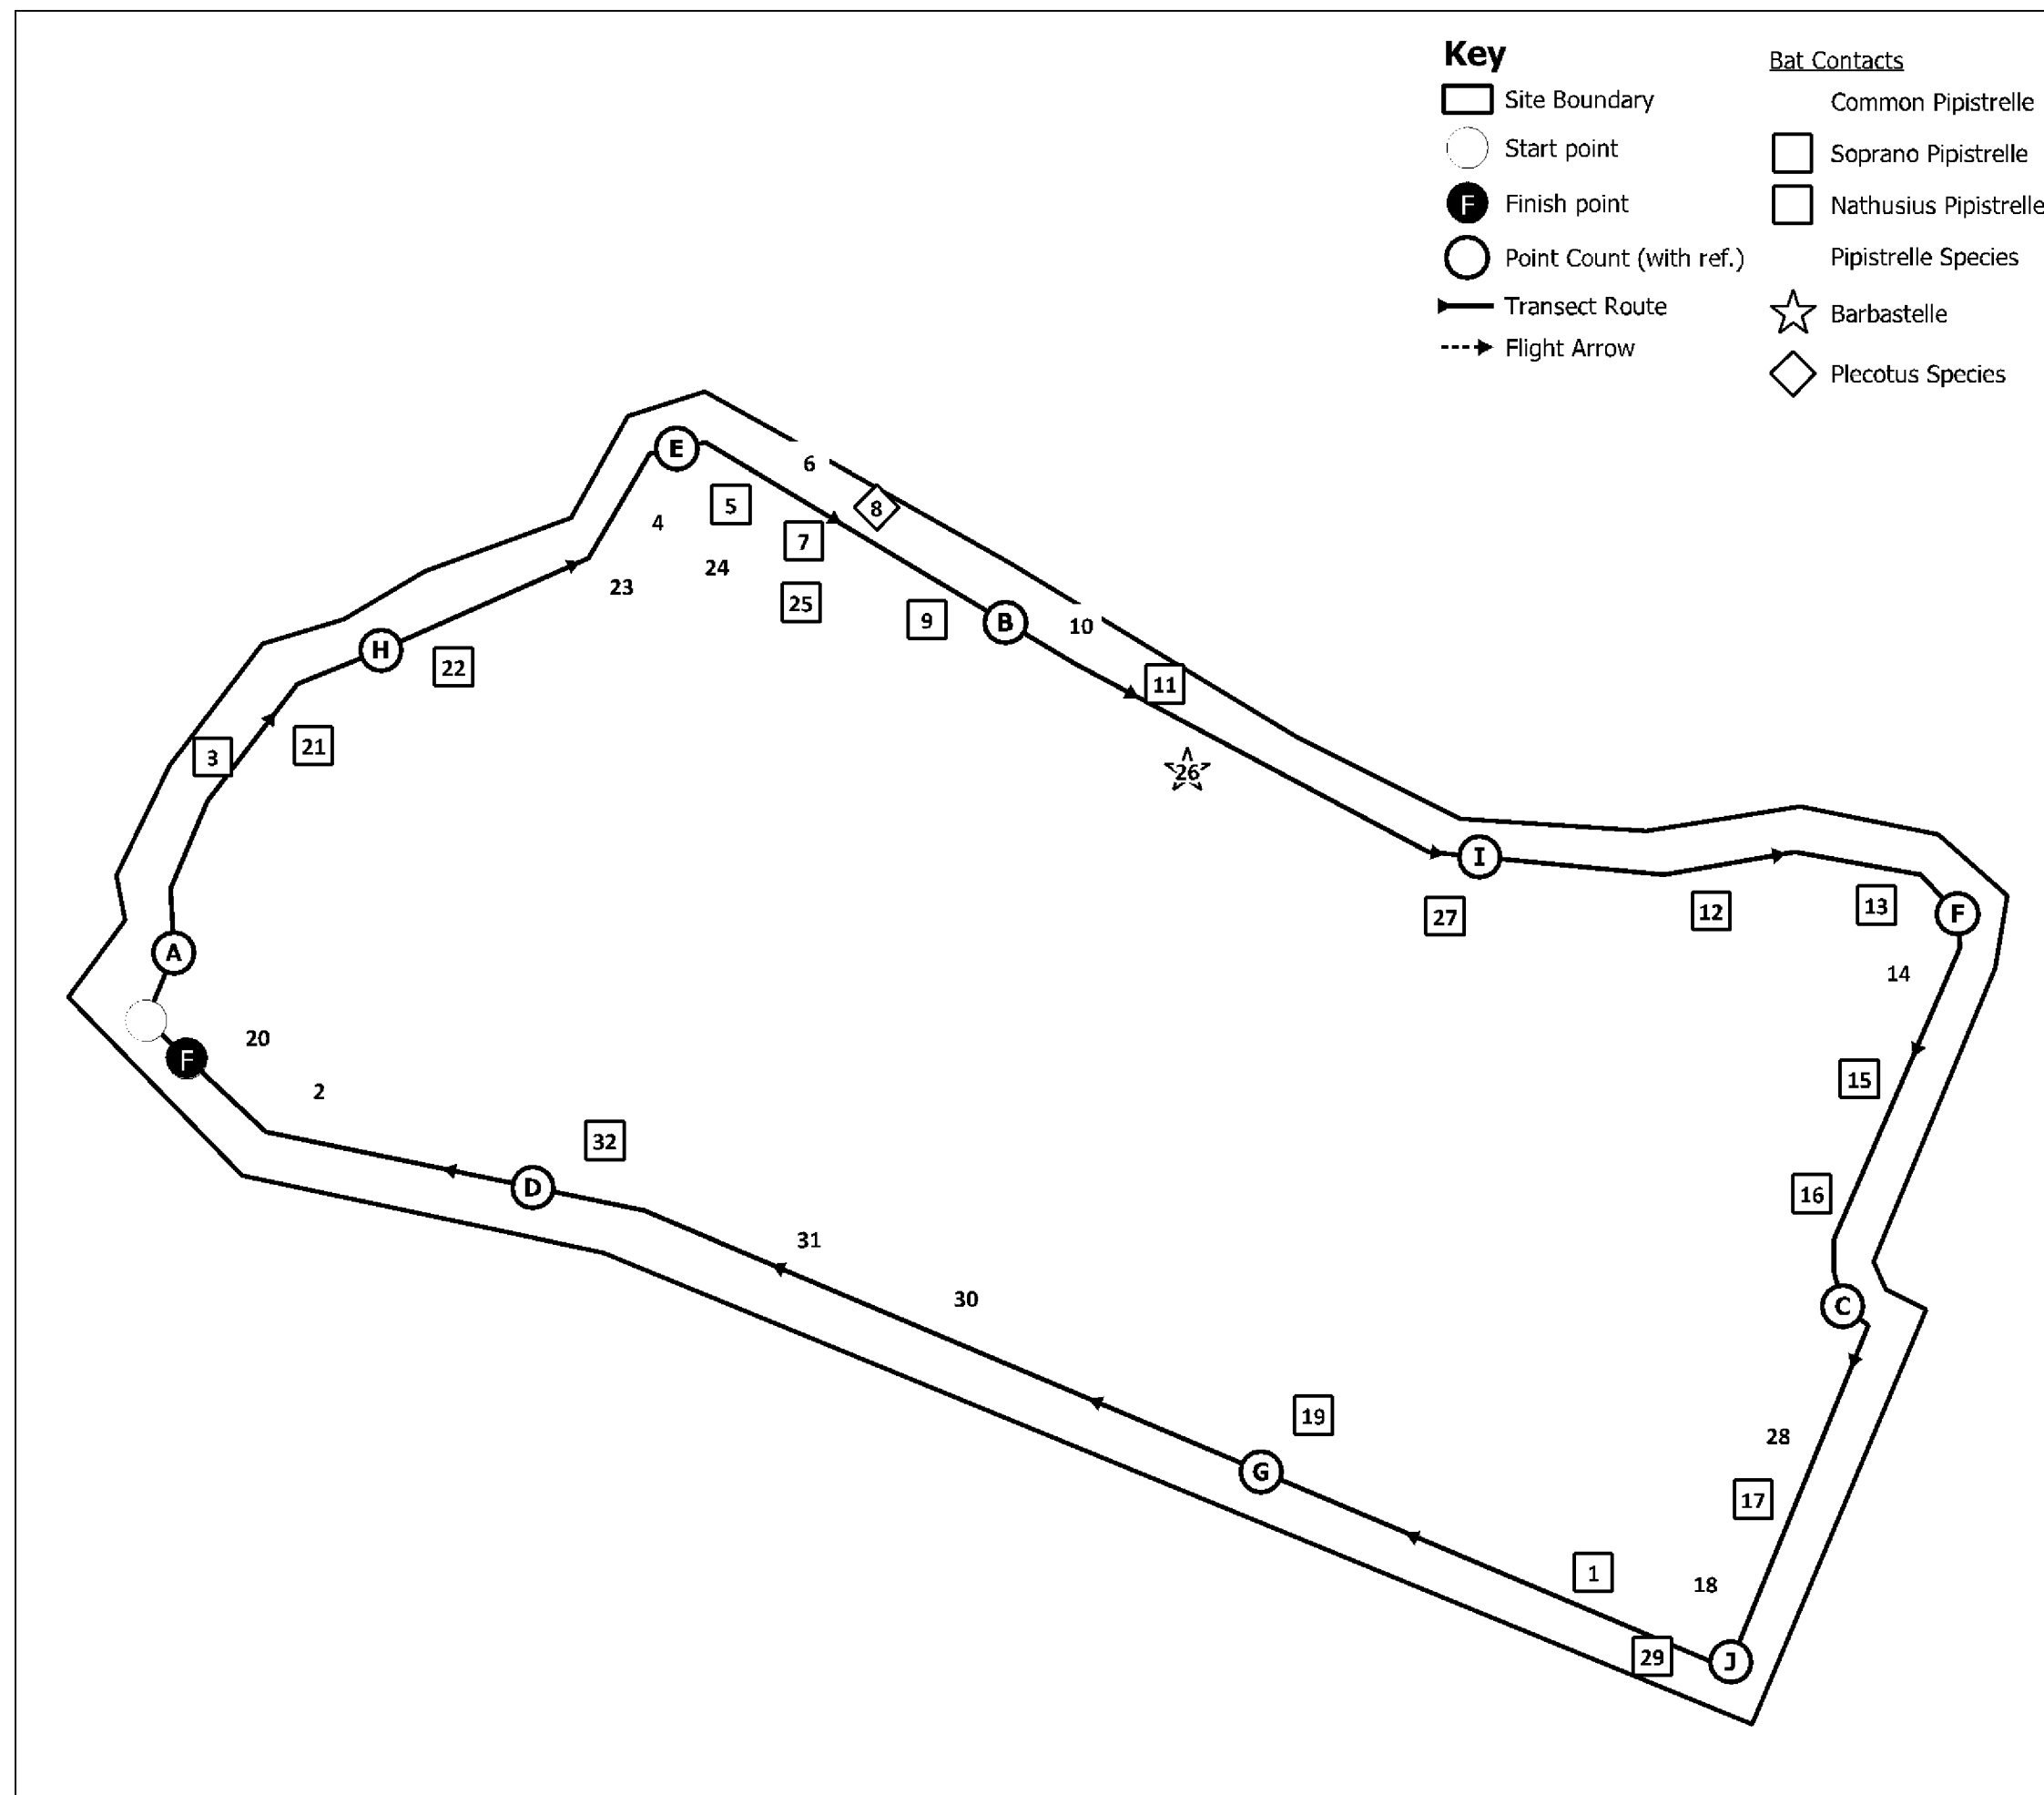 Key
Site Boundary
Start point
F Finish point
Point Count (with ref.)
Transect Route
Flight Arrow
Bat Contacts
Common Pipistrelle
Soprano Pipistrelle
Nathusius Pipistrelle
Pipistrelle Species
Barbastelle
Plecotus Species
E
6
5
8
4
7
24
23
25
9
B
10
H
22
11
21
3
26
I
27
12
13
F
A
14
20
F
15
2
32
D
16
31
30
C
19
28
G
17
1
18
29
J